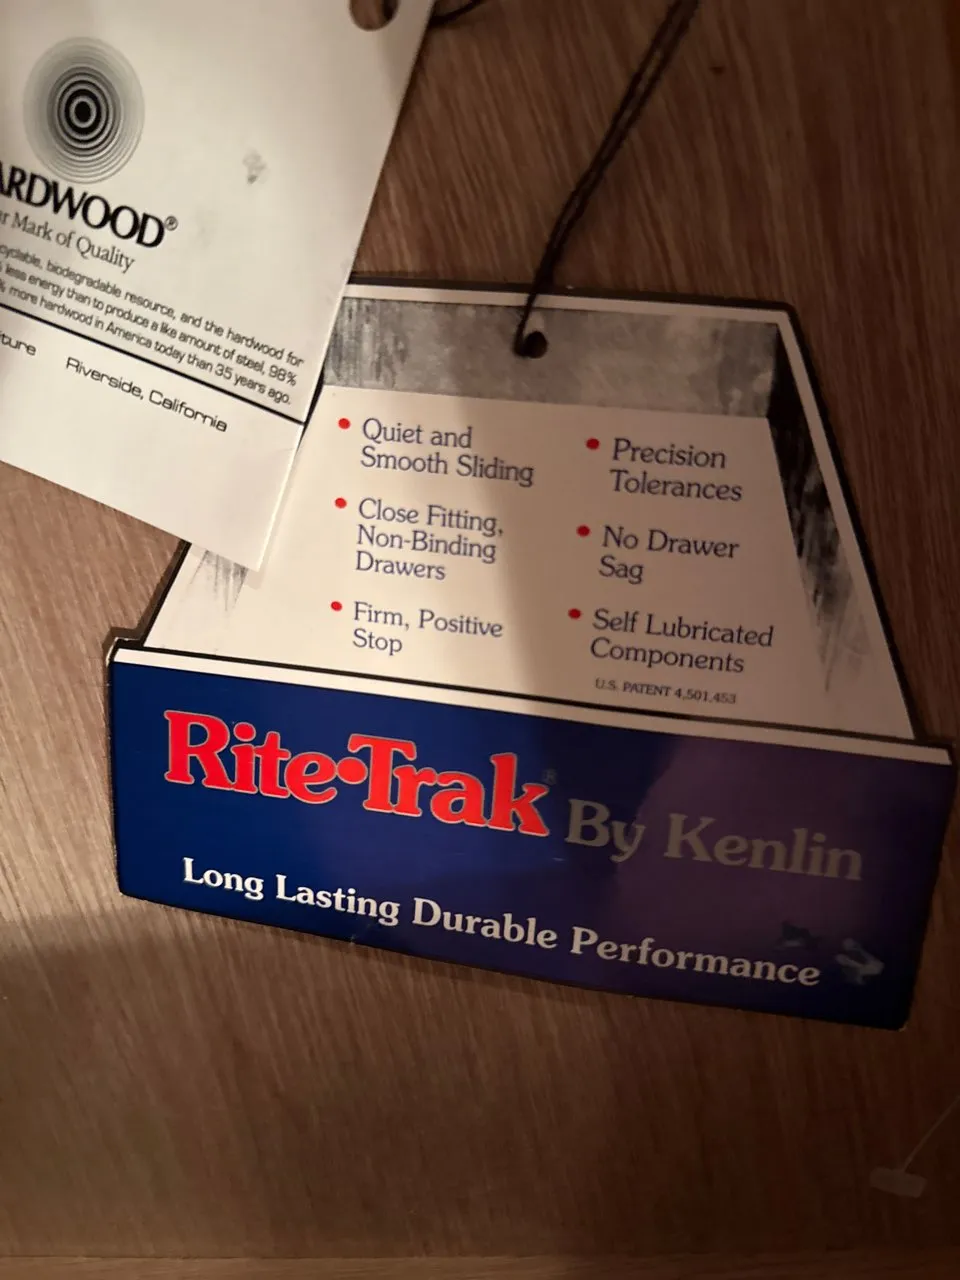 ARDWOOD®
r Mark of Quality
cyclable, biodegradable resource, and the hardwood for
less energy than to produce a like amount of steel, 98%
% more hardwood in America today than 35 years ago.
ture Riverside, California
• Quiet and
Smooth Sliding
• Close Fitting,
Non-Binding
Drawers
• Firm, Positive
Stop
• Precision
Tolerances
• No Drawer
Sag
• Self Lubricated
Components
U.S. PATENT 4,501,453
Rite•Trak® By Kenlin
Long Lasting Durable Performance